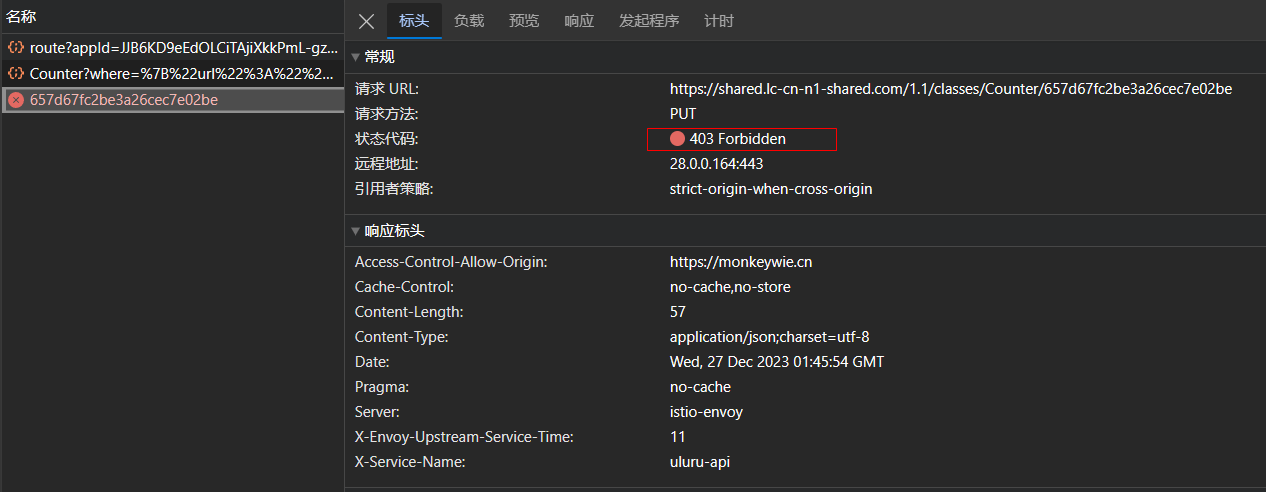 名称
标头 负载 预览 响应 发起程序 计时
route?appId=JJB6KD9eEdOLCiTAjiXkkPmL-gz...
Counter?where=%7B%22url%22%3A%22%2...
657d67fc2be3a26cec7e02be
常规
请求 URL: https://shared.lc-cn-n1-shared.com/1.1/classes/Counter/657d67fc2be3a26cec7e02be
请求方法: PUT
状态代码: 403 Forbidden
远程地址: 28.0.0.164:443
引用者策略: strict-origin-when-cross-origin
响应标头
Access-Control-Allow-Origin: https://monkeywie.cn
Cache-Control: no-cache,no-store
Content-Length: 57
Content-Type: application/json;charset=utf-8
Date: Wed, 27 Dec 2023 01:45:54 GMT
Pragma: no-cache
Server: istio-envoy
X-Envoy-Upstream-Service-Time: 11
X-Service-Name: uluru-api